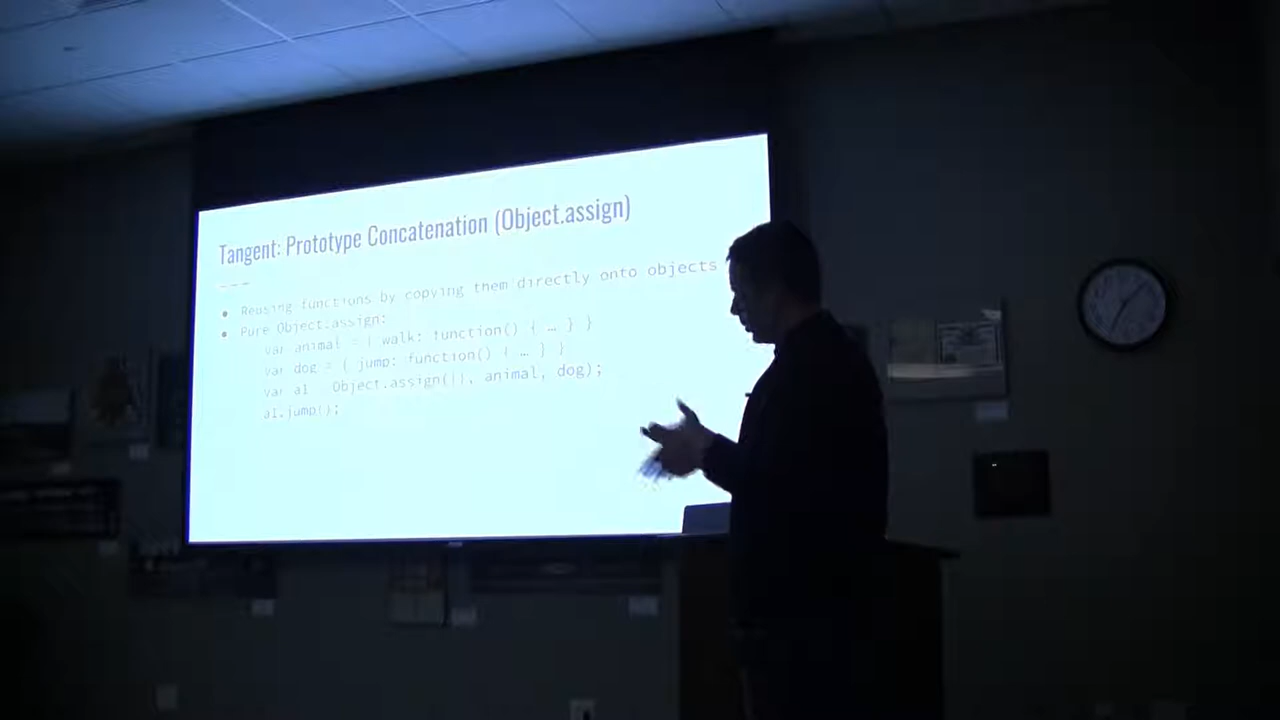 Tangent: Prototype Concatenation (Object.assign)
● Reusing functions by copying them directly onto objects
● Pure Object.assign:
var animal = { walk: function() { … } }
var dog = { jump: function() { … } }
var a1 = Object.assign({}, animal, dog);
a1.jump();